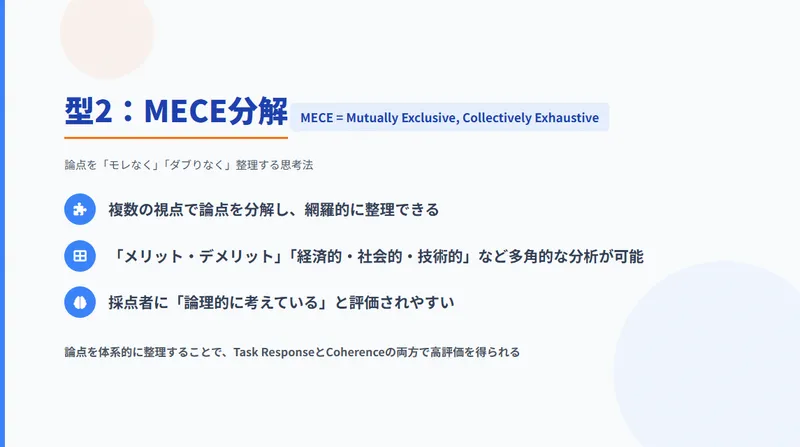 型2：MECE分解
MECE = Mutually Exclusive, Collectively Exhaustive
論点を「モレなく」「ダブりなく」整理する思考法
複数の視点で論点を分解し、網羅的に整理できる
「メリット・デメリット」「経済的・社会的・技術的」など多角的な分析が可能
採点者に「論理的に考えている」と評価されやすい
論点を体系的に整理することで、Task ResponseとCoherenceの両方で高評価を得られる